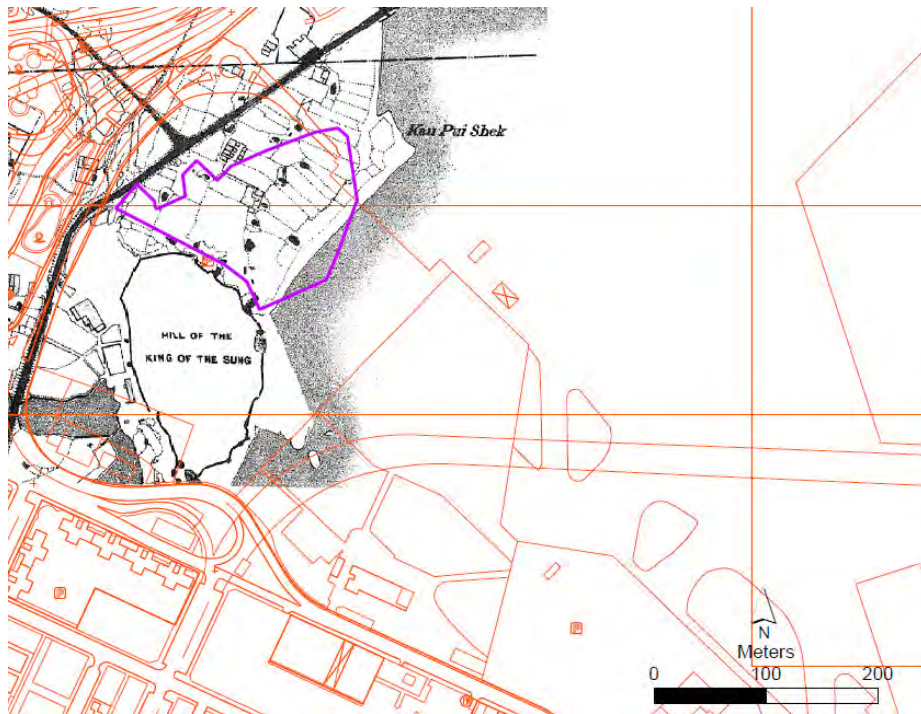 Kau Pui Shek
HILL OF THE
KING OF THE SUNG
P
P
N
Meters
0 100 200